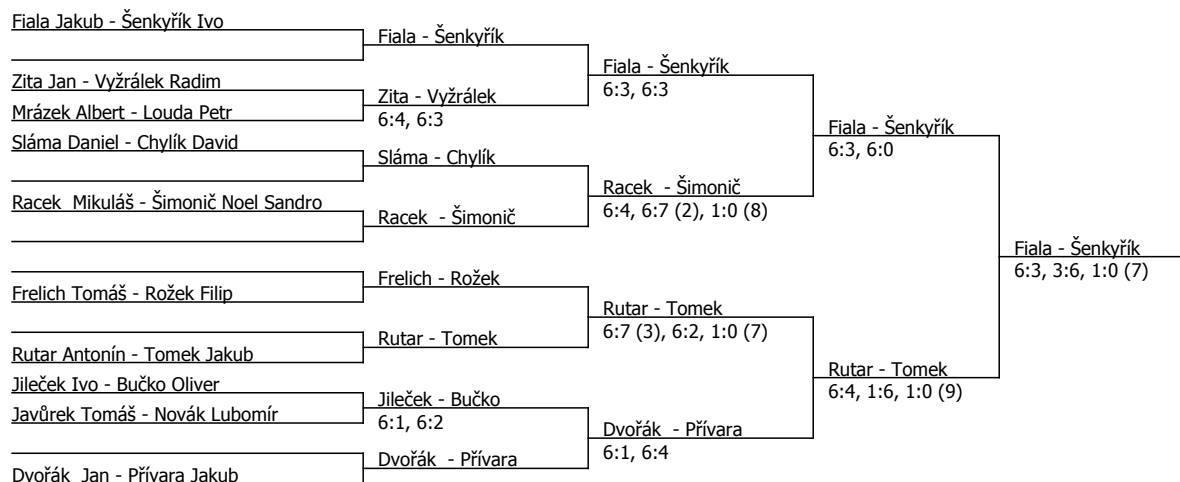 Fiala Jakub - Šenkyřík Ivo
Fiala - Šenkyřík
Fiala - Šenkyřík
6:3, 6:3
Zita Jan - Vyžrálek Radim
Zita - Vyžrálek
6:4, 6:3
Mrázek Albert - Louda Petr
Fiala - Šenkyřík
6:3, 6:0
Sláma Daniel - Chylík David
Sláma - Chylík
Racek  - Šimonič
6:4, 6:7 (2), 1:0 (8)
Racek  Mikuláš - Šimonič Noel Sandro
Racek  - Šimonič
Fiala - Šenkyřík
6:3, 3:6, 1:0 (7)
Frelich - Rožek
Frelich Tomáš - Rožek Filip
Rutar - Tomek
6:7 (3), 6:2, 1:0 (7)
Rutar - Tomek
Rutar Antonín - Tomek Jakub
Rutar - Tomek
6:4, 1:6, 1:0 (9)
Jileček Ivo - Bučko Oliver
Jileček - Bučko
6:1, 6:2
Javůrek Tomáš - Novák Lubomír
Dvořák  - Přívara
6:1, 6:4
Dvořák  - Přívara
Dvořák  Jan - Přívara Jakub